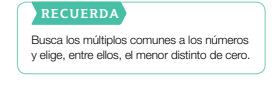 RECUERDA
Busca los múltiplos comunes a los números
y elige, entre ellos, el menor distinto de cero.